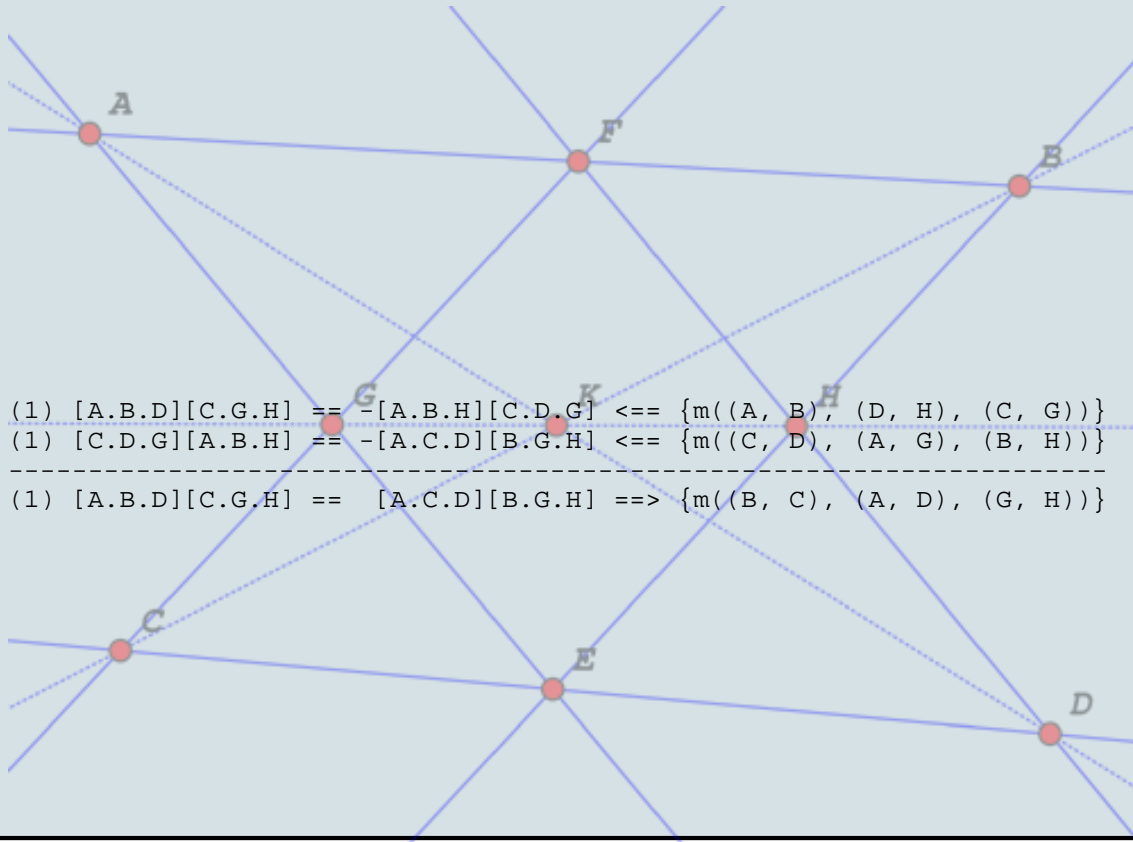 A
F
B
G
K
H
(1) [A.B.D][C.G.H] == -[A.B.H][C.D.G] <== {m((A, B), (D, H), (C, G))}
(1) [C.D.G][A.B.H] == -[A.C.D][B.G.H] <== {m((C, D), (A, G), (B, H))}
---------------------------------------------------------------------
(1) [A.B.D][C.G.H] ==  [A.C.D][B.G.H] ==> {m((B, C), (A, D), (G, H))}
C
E
D